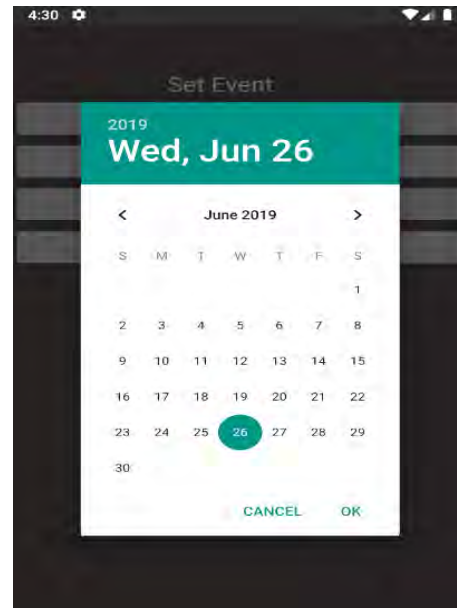 4:30
Set Event
2019
Wed, Jun 26
< June 2019 >
S M T W T F S
1
2 3 4 5 6 7 8
9 10 11 12 13 14 15
16 17 18 19 20 21 22
23 24 25 26 27 28 29
30
CANCEL OK